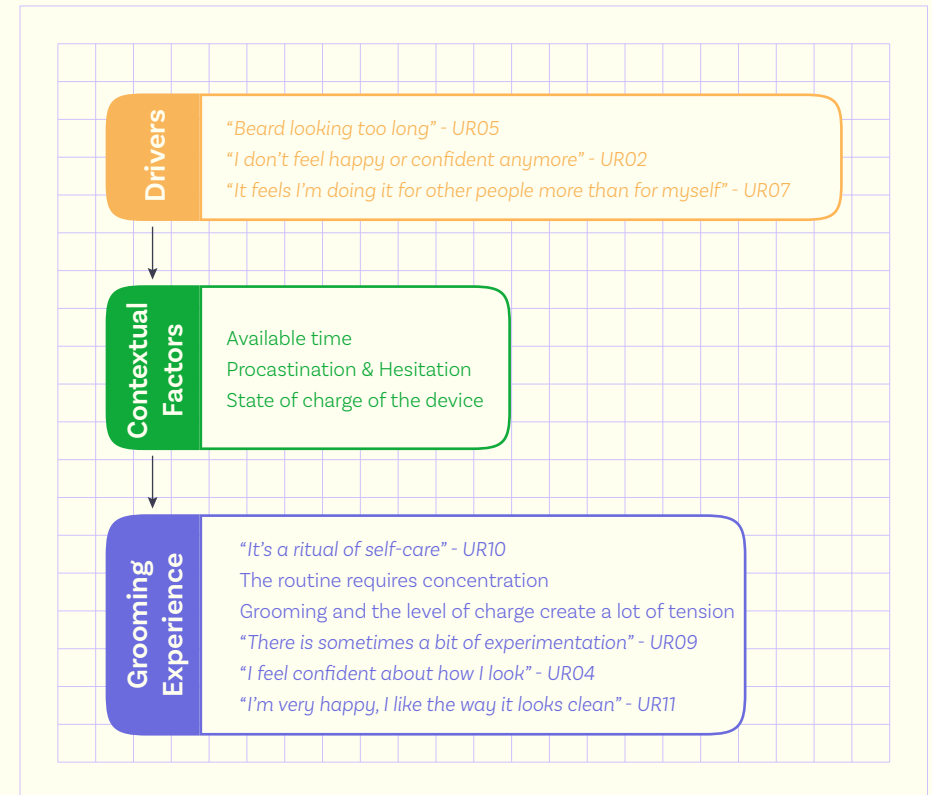 Drivers
“Beard looking too long” - UR05
“I don’t feel happy or confident anymore” - UR02
“It feels I’m doing it for other people more than for myself” - UR07
Contextual
Factors
Available time
Procastination & Hesitation
State of charge of the device
Grooming
Experience
“It’s a ritual of self-care” - UR10
The routine requires concentration
Grooming and the level of charge create a lot of tension
“There is sometimes a bit of experimentation” - UR09
“I feel confident about how I look” - UR04
“I’m very happy, I like the way it looks clean” - UR11